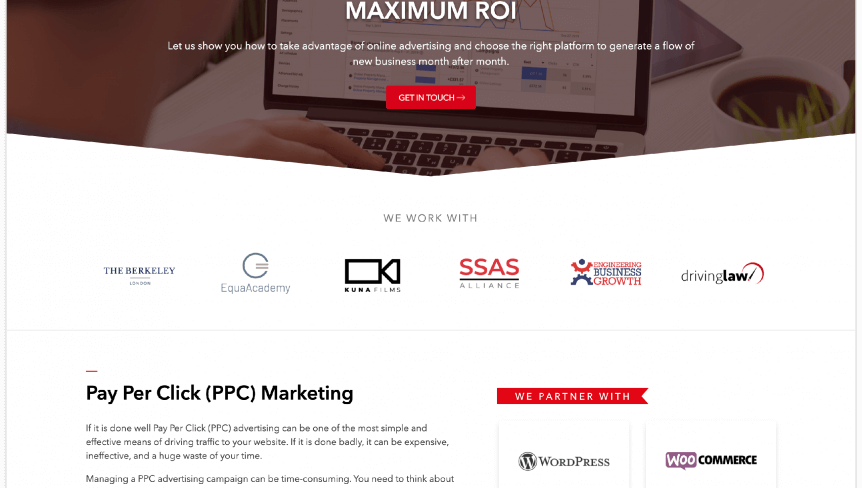 MAXIMUM ROI
Let us show you how to take advantage of online advertising and choose the right platform to generate a flow of
new business month after month.
GET IN TOUCH →
WE WORK WITH
THE BERKELEY
LONDON
EquaAcademy
KUNA FILMS
SSAS
ALLIANCE
ENGINEERING
BUSINESS
GROWTH
drivinglaw
Pay Per Click (PPC) Marketing
If it is done well Pay Per Click (PPC) advertising can be one of the most simple and
effective means of driving traffic to your website. If it is done badly, it can be expensive,
ineffective, and a huge waste of your time.
Managing a PPC advertising campaign can be time-consuming. You need to think about
WE PARTNER WITH
WORDPRESS
WOO COMMERCE